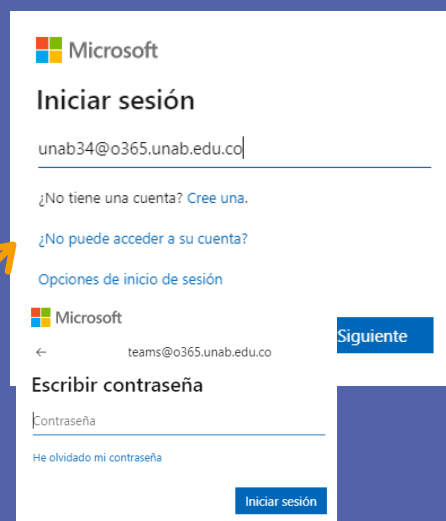 Microsoft
Iniciar sesión
unab34@o365.unab.edu.co
¿No tiene una cuenta? Cree una.
¿No puede acceder a su cuenta?
Opciones de inicio de sesión
Siguiente
Microsoft
← teams@o365.unab.edu.co
Escribir contraseña
Contraseña
He olvidado mi contraseña
Iniciar sesión